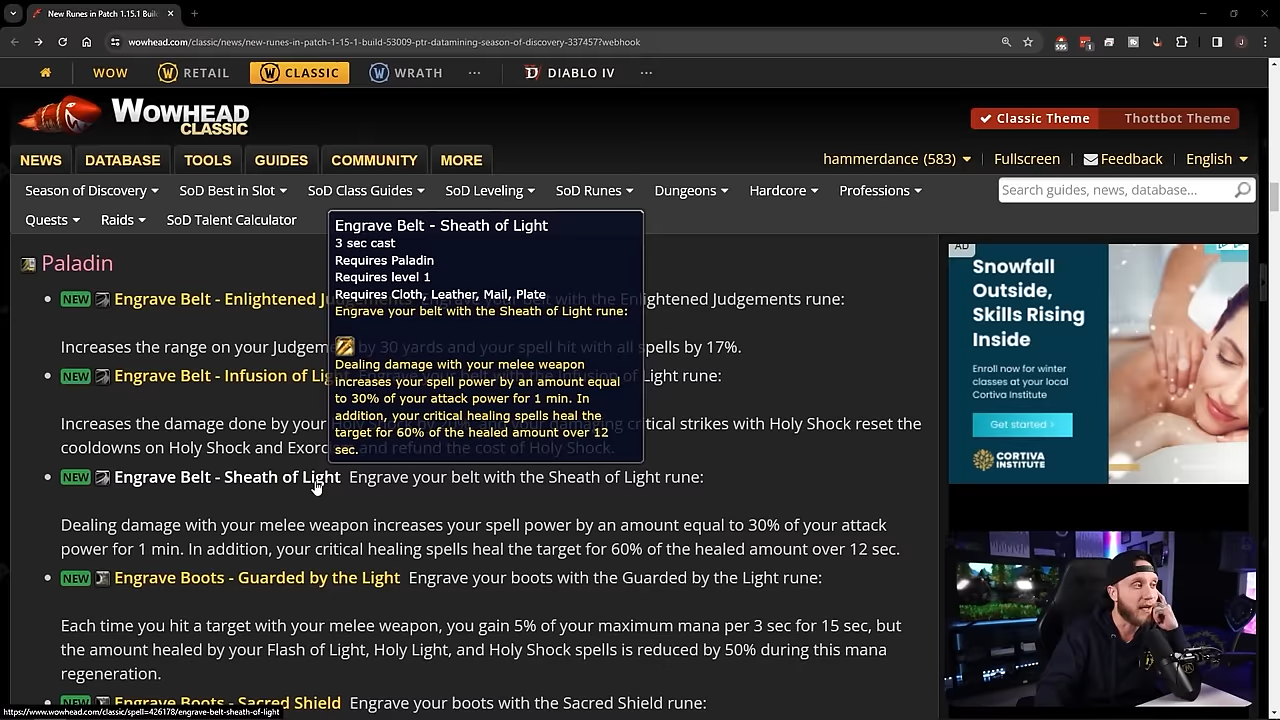 New Runes in Patch 1.15.1 Buil
wowhead.com/classic/news/new-runes-in-patch-1-15-1-build-53009-ptr-datamining-season-of-discovery-337457?webhook
WOW RETAIL CLASSIC WRATH ... DIABLO IV ...
WOWHEAD
CLASSIC
✔ Classic Theme Thottbot Theme
NEWS DATABASE TOOLS GUIDES COMMUNITY MORE
hammerdance (583) Fullscreen Feedback English
Season of Discovery SoD Best in Slot SoD Class Guides SoD Leveling SoD Runes Dungeons Hardcore Professions
Search guides, news, database...
Quests Raids SoD Talent Calculator
Engrave Belt - Sheath of Light
3 sec cast
Requires Paladin
Requires level 1
Requires Cloth, Leather, Mail, Plate
Engrave your belt with the Sheath of Light rune:
Dealing damage with your melee weapon
increases your spell power by an amount equal
to 30% of your attack power for 1 min. In
addition, your critical healing spells heal the
target for 60% of the healed amount over 12
sec.
Paladin
NEW Engrave Belt - Enlightened J with the Enlightened Judgements rune:
Increases the range on your Judgements by 30 yards and your spell hit with all spells by 17%.
NEW Engrave Belt - Infusion of Light of Light rune:
Increases the damage done by your critical strikes with Holy Shock reset the
cooldowns on Holy Shock and Exorc and refund the cost of Holy Shock.
NEW Engrave Belt - Sheath of Light Engrave your belt with the Sheath of Light rune:
Dealing damage with your melee weapon increases your spell power by an amount equal to 30% of your attack
power for 1 min. In addition, your critical healing spells heal the target for 60% of the healed amount over 12 sec.
NEW Engrave Boots - Guarded by the Light Engrave your boots with the Guarded by the Light rune:
Each time you hit a target with your melee weapon, you gain 5% of your maximum mana per 3 sec for 15 sec, but
the amount healed by your Flash of Light, Holy Light, and Holy Shock spells is reduced by 50% during this mana
regeneration.
NEW Engrave Boots - Sacred Shield Engrave your boots with the Sacred Shield rune:
https://www.wowhead.com/classic/spell=426178/engrave-belt-sheath-of-light
AD
Snowfall
Outside,
Skills Rising
Inside
Enroll now for winter
classes at your local
Cortiva Institute
Get started
CORTIVA
INSTITUTE